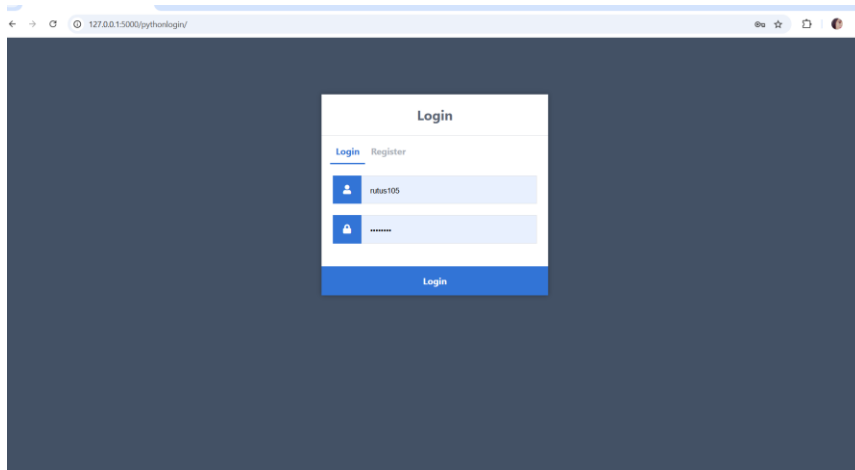 127.0.0.1:5000/pythonlogin/
Login
Login Register
rutus105
••••••••
Login